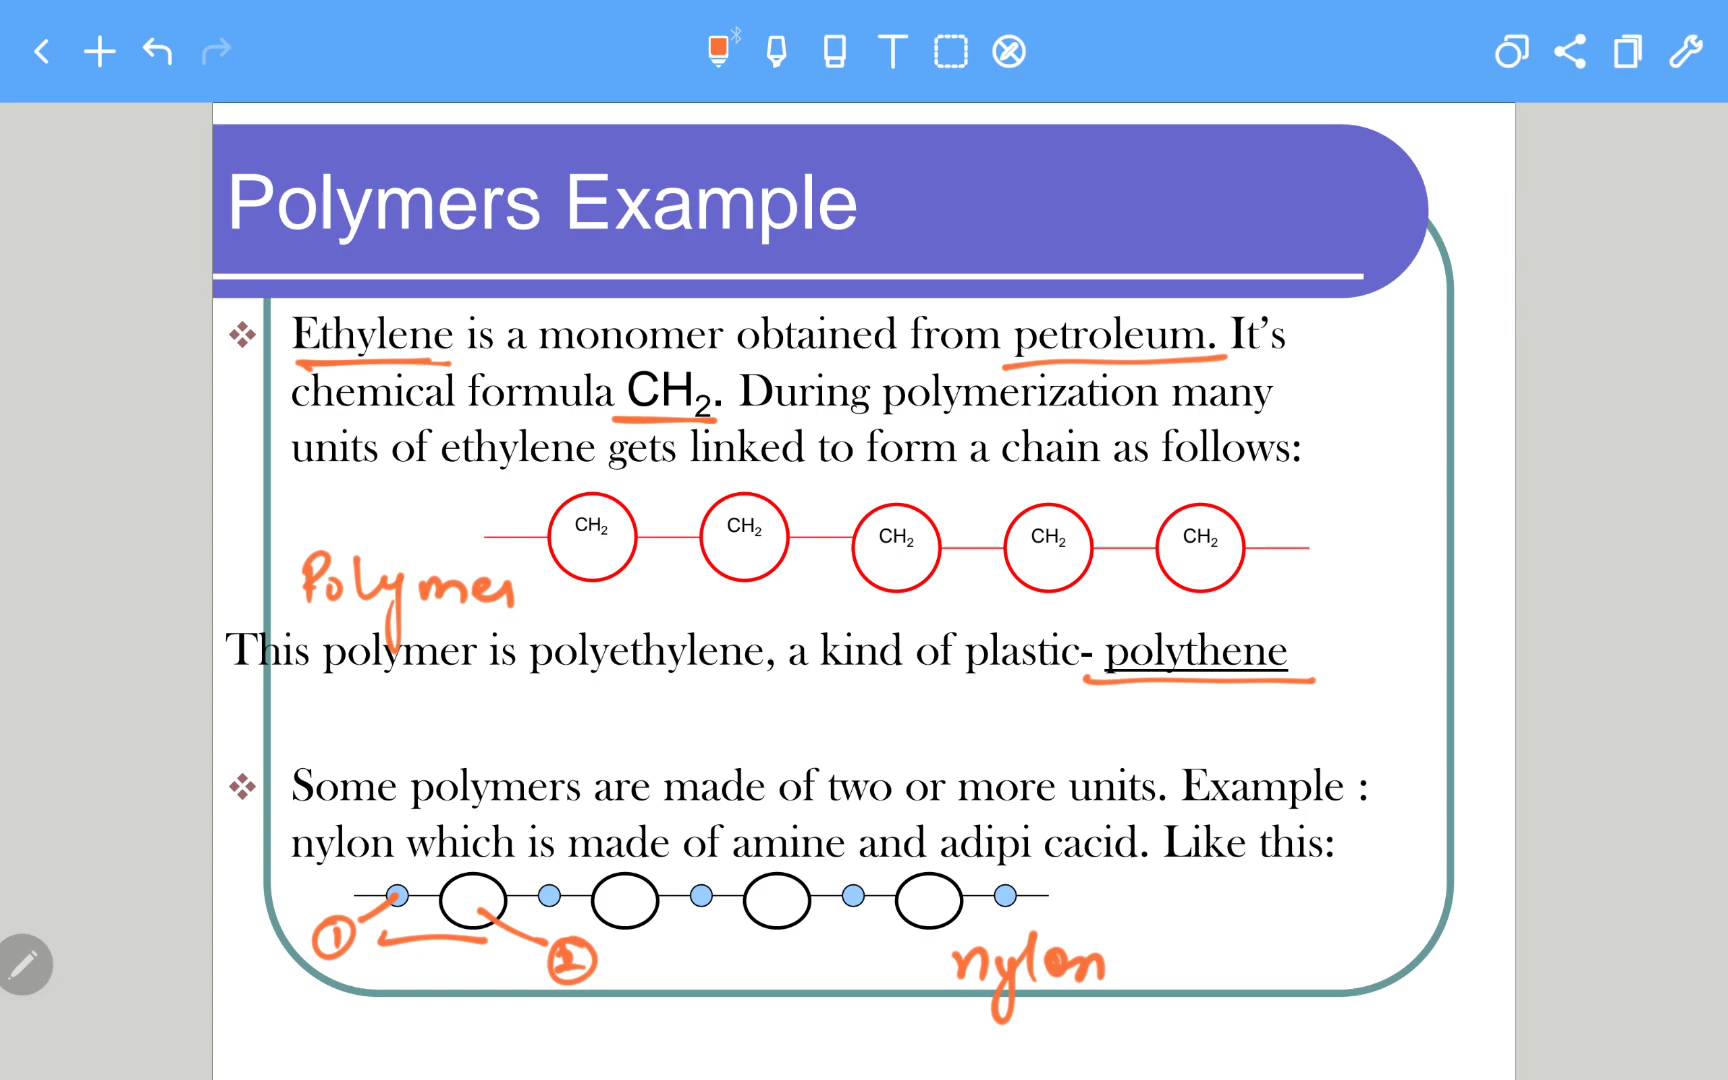 Polymers Example
❖ Ethylene is a monomer obtained from petroleum. It’s
chemical formula CH₂. During polymerization many
units of ethylene gets linked to form a chain as follows:
CH₂ CH₂ CH₂ CH₂ CH₂
Polymer
This polymer is polyethylene, a kind of plastic- polythene
❖ Some polymers are made of two or more units. Example :
nylon which is made of amine and adipi cacid. Like this:
① ②
nylon